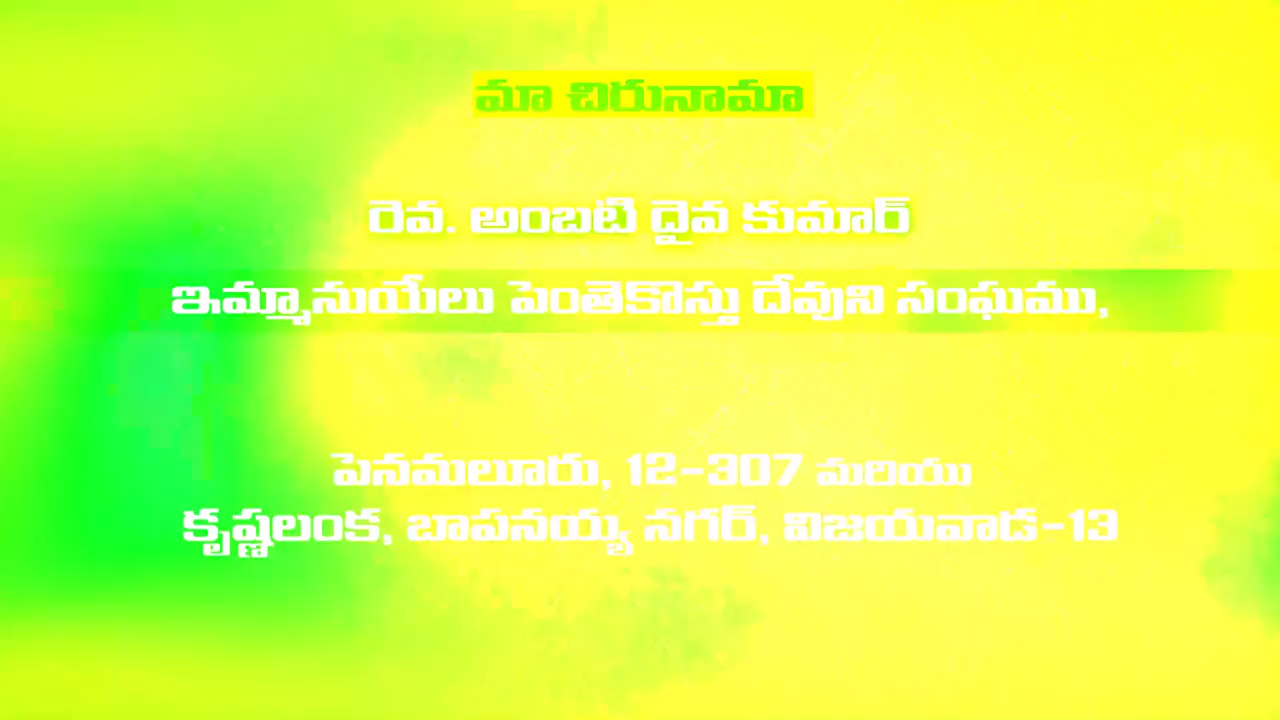 మా చిరునామా
రెవ. అంబటి దైవ కుమార్
ఇమ్మానుయేలు పెంతెకొస్తు దేవుని సంఘము,
పెనమలూరు, 12-307 మరియు
కృష్ణలంక, బాపనయ్య నగర్, విజయవాడ-13